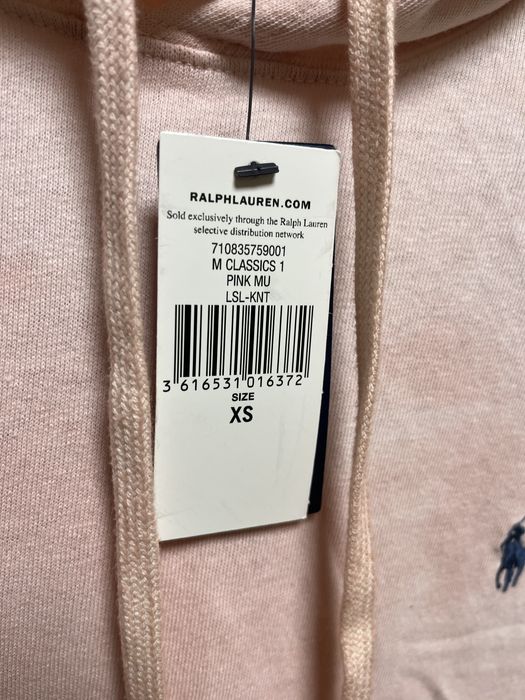 RALPHLAUREN.COM
Sold exclusively through the Ralph Lauren
selective distribution network
710835759001
M CLASSICS 1
PINK MU
LSL-KNT
3 616531 016372
SIZE
XS